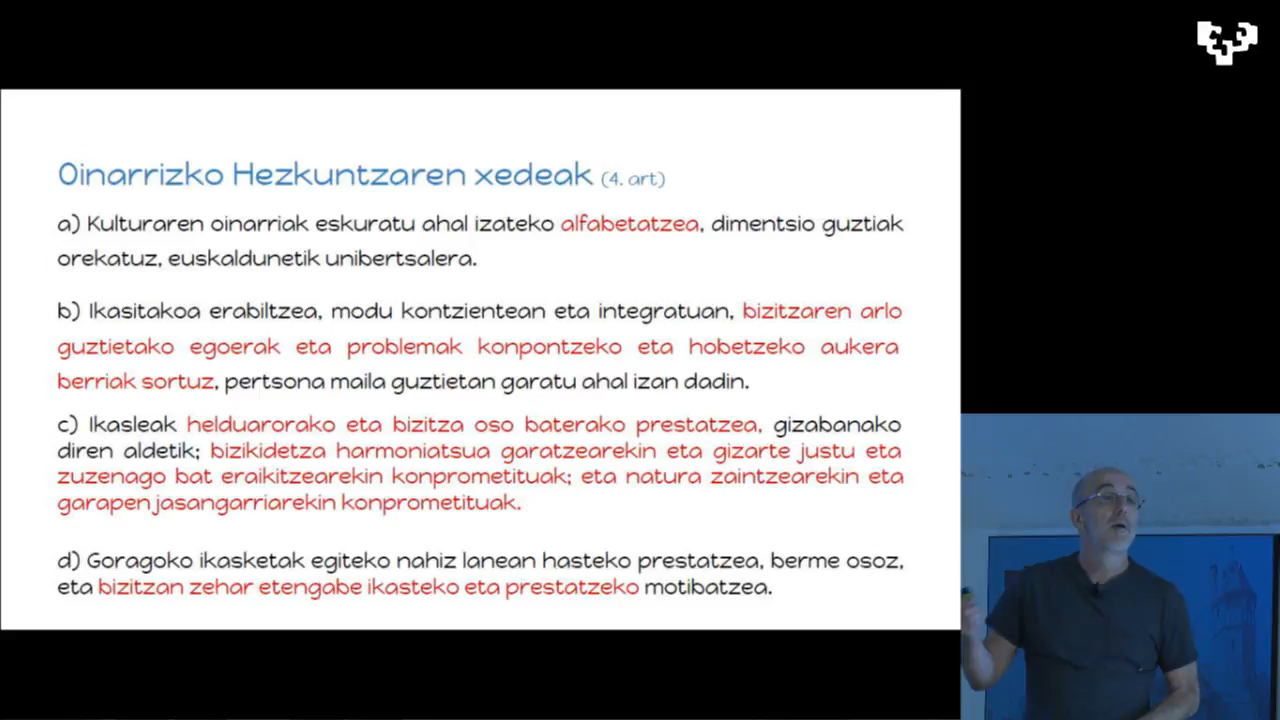 Oinarrizko Hezkuntzaren xedeak (4. art)
a) Kulturaren oinarriak eskuratu ahal izateko alfabetatzea, dimentsio guztiak
orekatuz, euskaldunetik unibertsalera.
b) Ikasitakoa erabiltzea, modu kontzientean eta integratuan, bizitzaren arlo
guztietako egoerak eta problemak konpontzeko eta hobetzeko aukera
berriak sortuz, pertsona maila guztietan garatu ahal izan dadin.
c) Ikasleak helduarorako eta bizitza oso baterako prestatzea, gizabanako
diren aldetik; bizikidetza harmoniatsua garatzearekin eta gizarte justu eta
zuzenago bat eraikitzearekin konprometituak; eta natura zaintzearekin eta
garapen jasangarriarekin konprometituak.
d) Goragoko ikasketak egiteko nahiz lanean hasteko prestatzea, berme osoz,
eta bizitzan zehar etengabe ikasteko eta prestatzeko motibatzea.